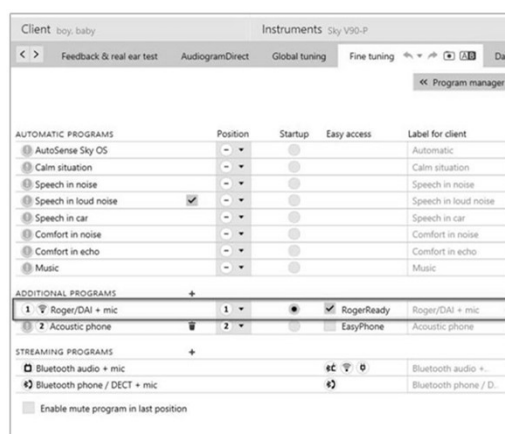 Client boy, baby Instruments Sky V90-P
< > Feedback & real ear test AudiogramDirect Global tuning Fine tuning AB Da
« Program manager
AUTOMATIC PROGRAMS Position Startup Easy access Label for client
AutoSense Sky OS - Automatic
Calm situation - Calm situation
Speech in noise - Speech in noise
Speech in loud noise - Speech in loud noise
Speech in car - Speech in car
Comfort in noise - Comfort in noise
Comfort in echo - Comfort in echo
Music - Music
ADDITIONAL PROGRAMS +
1 Roger/DAI + mic 1 RogerReady Roger/DAI + mic
2 Acoustic phone 2 EasyPhone Acoustic phone
STREAMING PROGRAMS +
Bluetooth audio + mic Bluetooth audio +..
Bluetooth phone / DECT + mic Bluetooth phone / D..
Enable mute program in last position